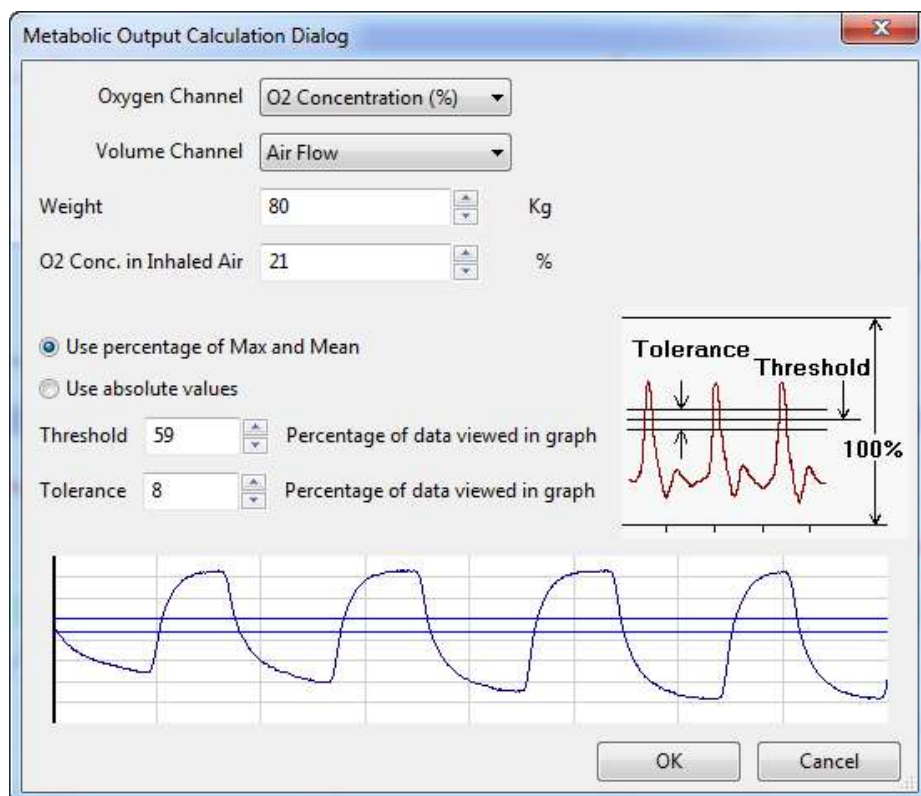 Metabolic Output Calculation Dialog
Oxygen Channel O2 Concentration (%)
Volume Channel Air Flow
Weight 80 Kg
O2 Conc. in Inhaled Air 21 %
Use percentage of Max and Mean
Use absolute values
Threshold 59 Percentage of data viewed in graph
Tolerance 8 Percentage of data viewed in graph
Tolerance
Threshold
100%
OK Cancel